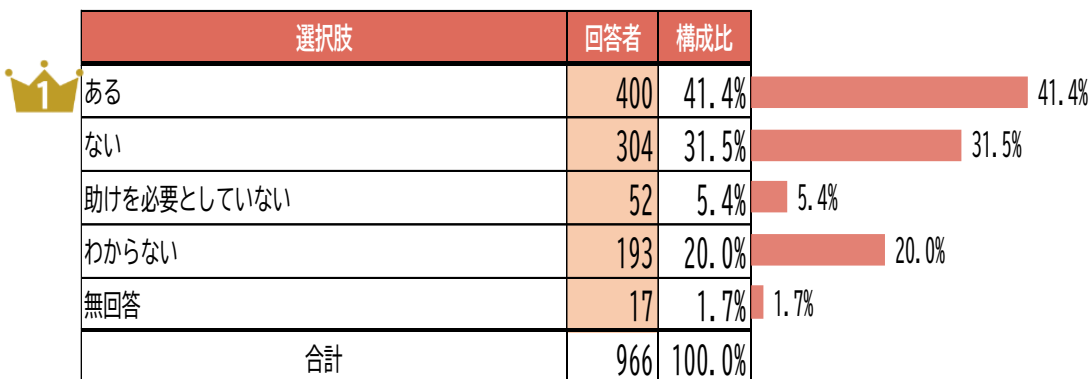 選択肢 回答者 構成比
1 ある 400 41.4% 41.4%
ない 304 31.5% 31.5%
助けを必要としていない 52 5.4% 5.4%
わからない 193 20.0% 20.0%
無回答 17 1.7% 1.7%
合計 966 100.0%